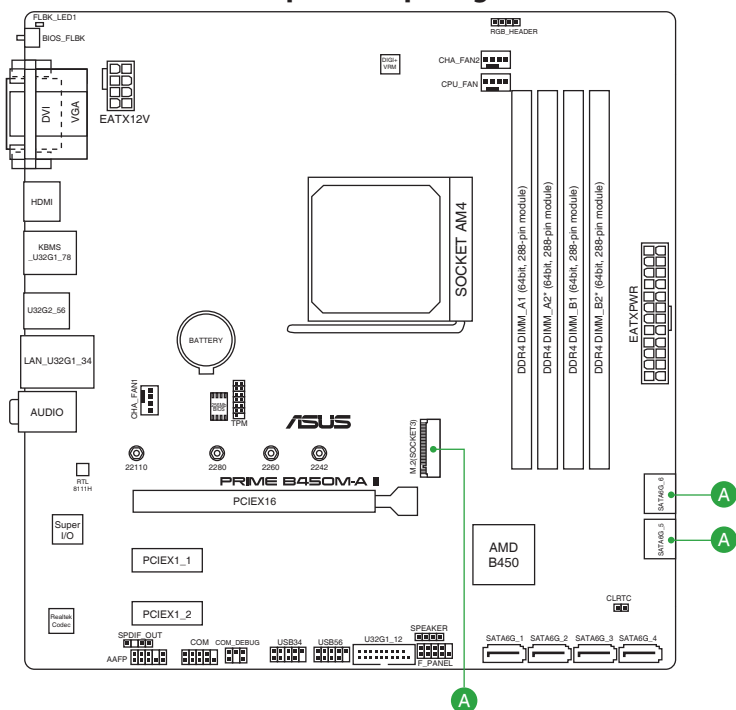 FLBK_LED1
BIOS_FLBK
RGB_HEADER
DIGI+
VRM
CHA_FAN2
CPU_FAN
DVI
VGA
EATX12V
HDMI
KBMS
_U32G1_78
U32G2_56
LAN_U32G1_34
AUDIO
SOCKET AM4
DDR4 DIMM_A1 (64bit, 288-pin module)
DDR4 DIMM_A2* (64bit, 288-pin module)
DDR4 DIMM_B1 (64bit, 288-pin module)
DDR4 DIMM_B2* (64bit, 288-pin module)
EATXPWR
BATTERY
CHA_FAN1
256Mb
BIOS
TPM
ASUS
M.2(SOCKET3)
22110
2280
2260
2242
PRIME B450M-A II
RTL
8111H
PCIEX16
SATA6G_6
A
SATA6G_5
A
Super
I/O
PCIEX1_1
AMD
B450
PCIEX1_2
CLRTC
Realtek
Codec
SPDIF_OUT
AAFP
COM
COM_DEBUG
USB34
USB56
U32G1_12
SPEAKER
F_PANEL
SATA6G_1
SATA6G_2
SATA6G_3
SATA6G_4
A